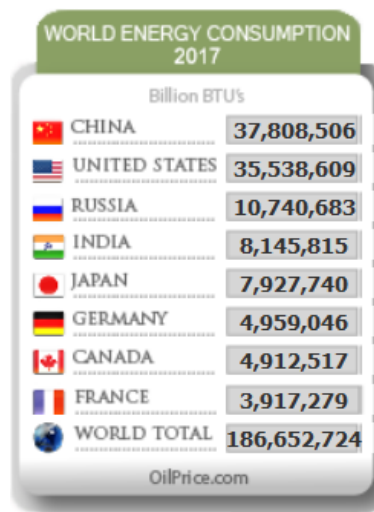 WORLD ENERGY CONSUMPTION
2017
Billion BTU's
CHINA 37,808,506
UNITED STATES 35,538,609
RUSSIA 10,740,683
INDIA 8,145,815
JAPAN 7,927,740
GERMANY 4,959,046
CANADA 4,912,517
FRANCE 3,917,279
WORLD TOTAL 186,652,724
OilPrice.com